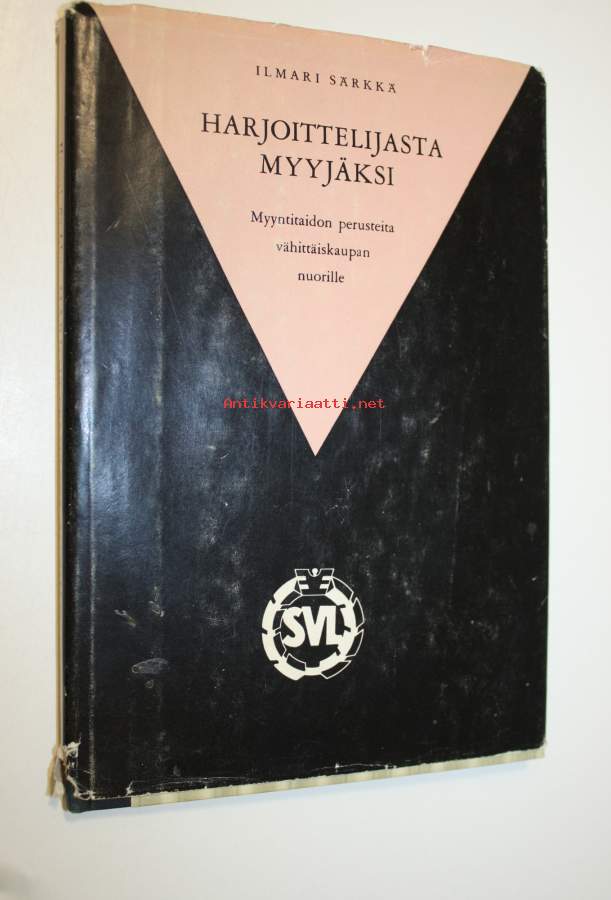 ILMARI SÄRKKÄ
HARJOITTELIJASTA
MYYJÄKSI
Myyntitaidon perusteita
vähittäiskaupan
nuorille
Antikvariaatti.net
SVL